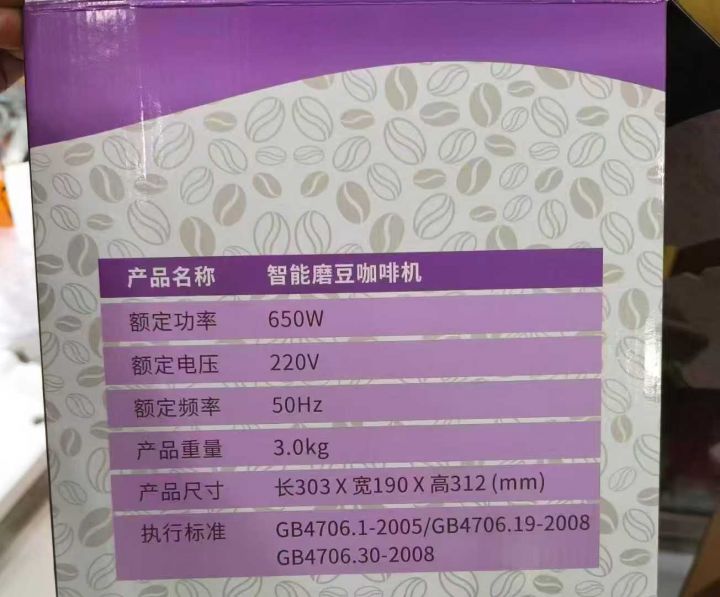 产品名称 智能磨豆咖啡机
额定功率 650W
额定电压 220V
额定频率 50Hz
产品重量 3.0kg
产品尺寸 长303 X 宽190 X 高312 (mm)
执行标准 GB4706.1-2005/GB4706.19-2008
GB4706.30-2008